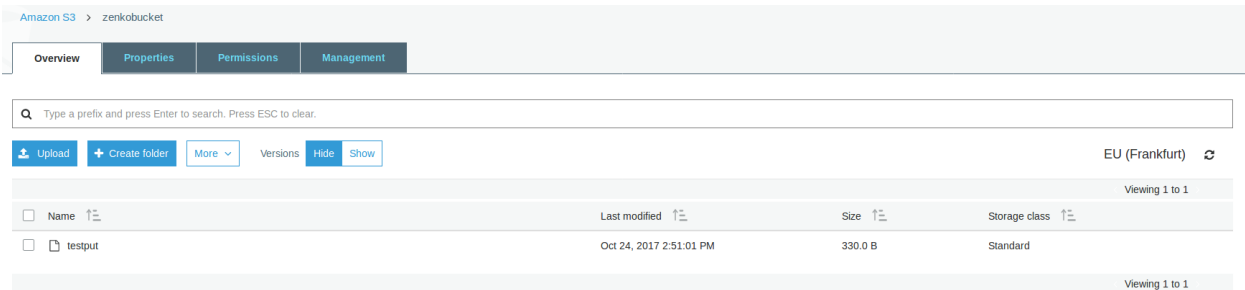 Amazon S3 > zenkobucket
Overview Properties Permissions Management
Type a prefix and press Enter to search. Press ESC to clear.
Upload Create folder More Versions Hide Show EU (Frankfurt)
Viewing 1 to 1
Name Last modified Size Storage class
testput Oct 24, 2017 2:51:01 PM 330.0 B Standard
Viewing 1 to 1